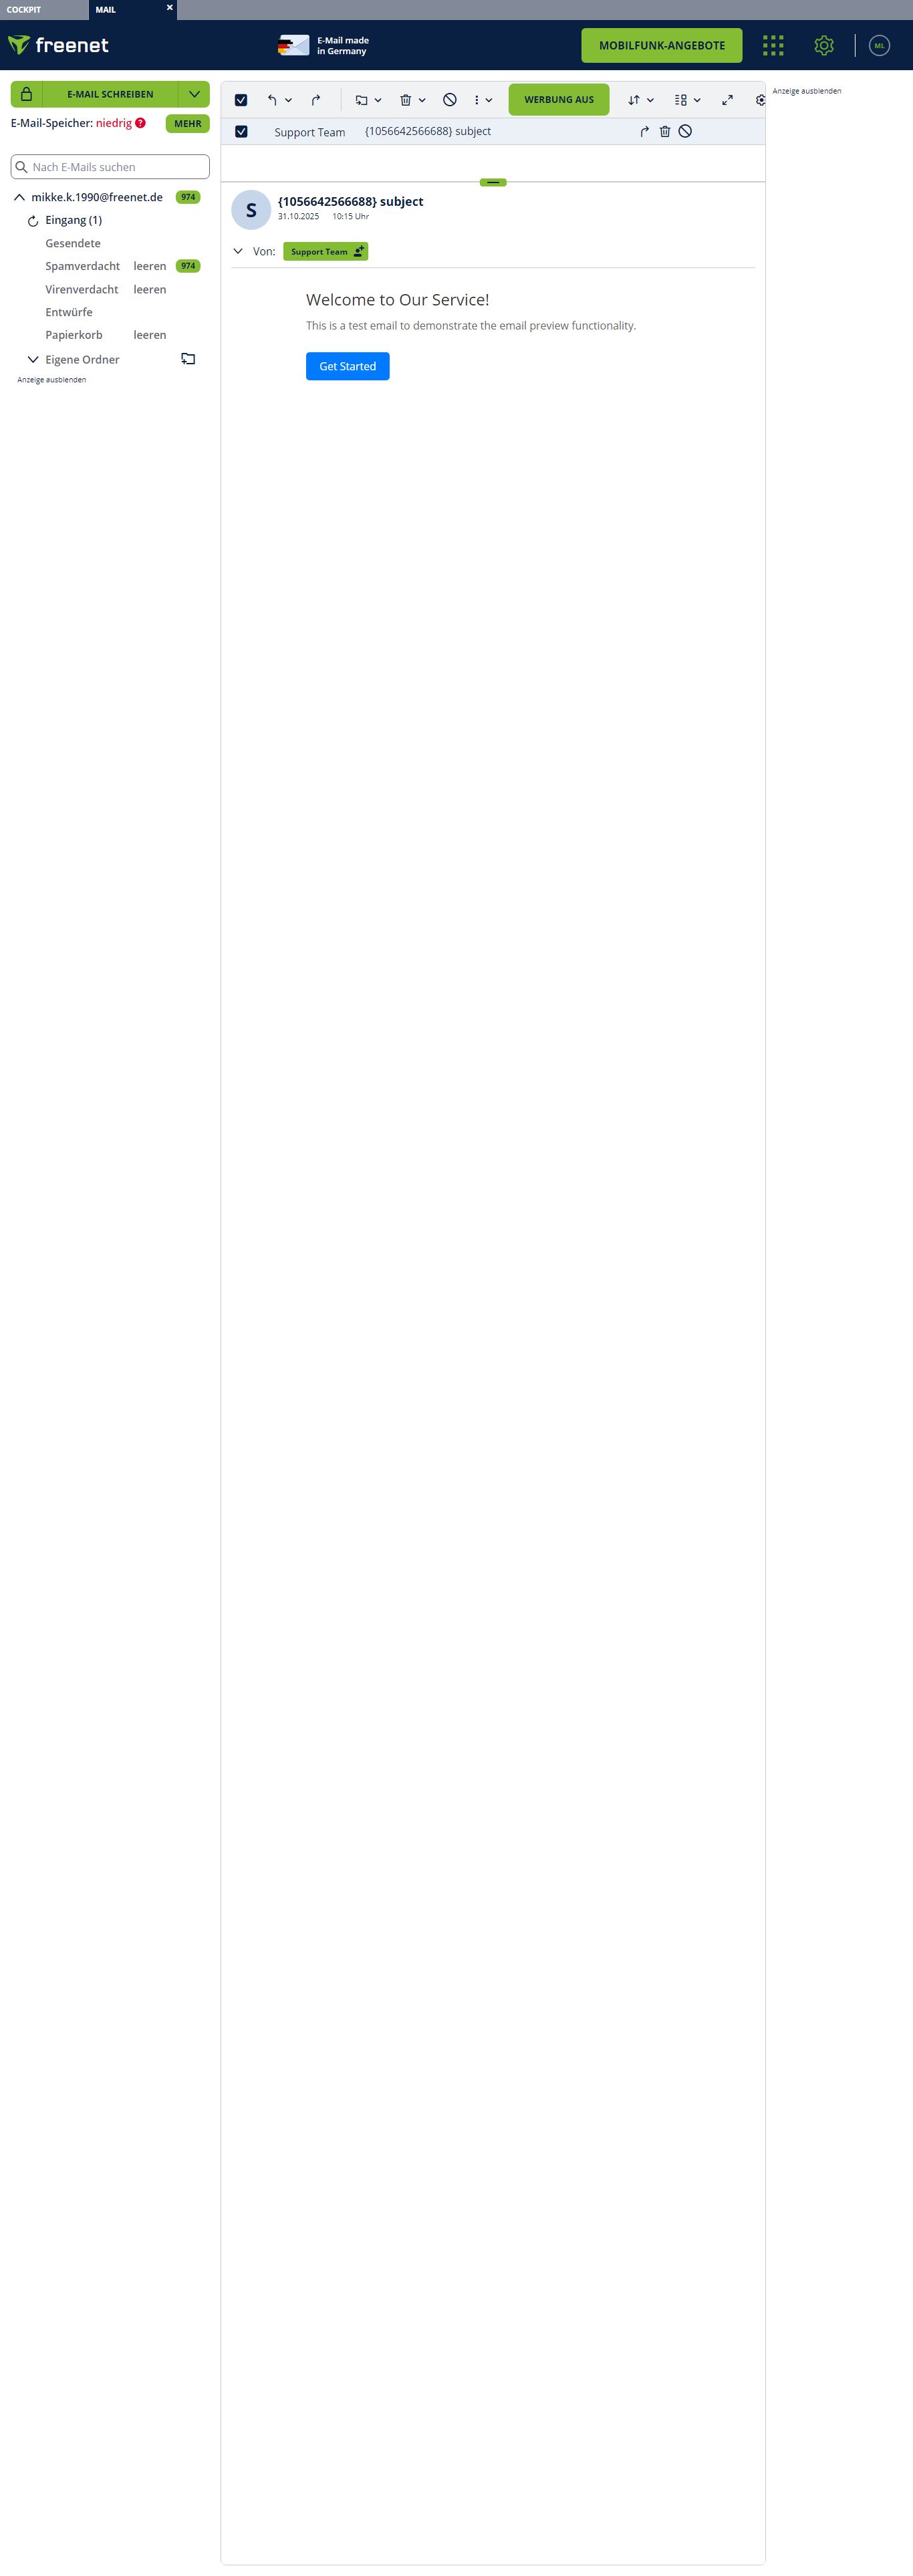 COCKPIT
MAIL
freenet
E-Mail made
in Germany
MOBILFUNK-ANGEBOTE
ML
E-MAIL SCHREIBEN
E-Mail-Speicher: niedrig ?
MEHR
Nach E-Mails suchen
mikke.k.1990@freenet.de 974
Eingang (1)
Gesendete
Spamverdacht leeren 974
Virenverdacht leeren
Entwürfe
Papierkorb leeren
Eigene Ordner
Anzeige ausblenden
WERBUNG AUS
Support Team {1056642566688} subject
S
{1056642566688} subject
31.10.2025 10:15 Uhr
Von: Support Team
Welcome to Our Service!
This is a test email to demonstrate the email preview functionality.
Get Started
Anzeige ausblenden